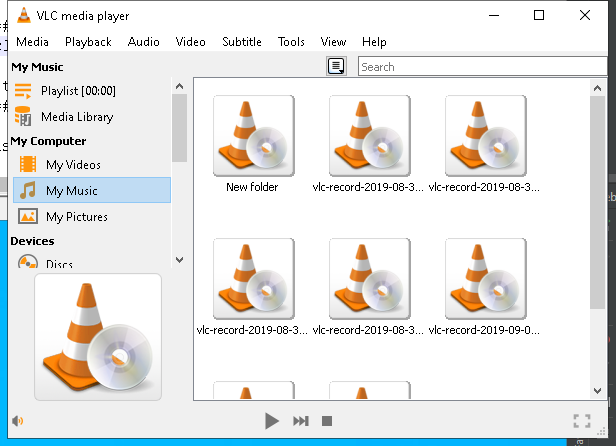 VLC media player
Media Playback Audio Video Subtitle Tools View Help
My Music
Search
Playlist [00:00]
Media Library
My Computer
My Videos
My Music
My Pictures
Devices
Discs
New folder
vlc-record-2019-08-3...
vlc-record-2019-08-3...
vlc-record-2019-08-3...
vlc-record-2019-08-3...
vlc-record-2019-09-0...